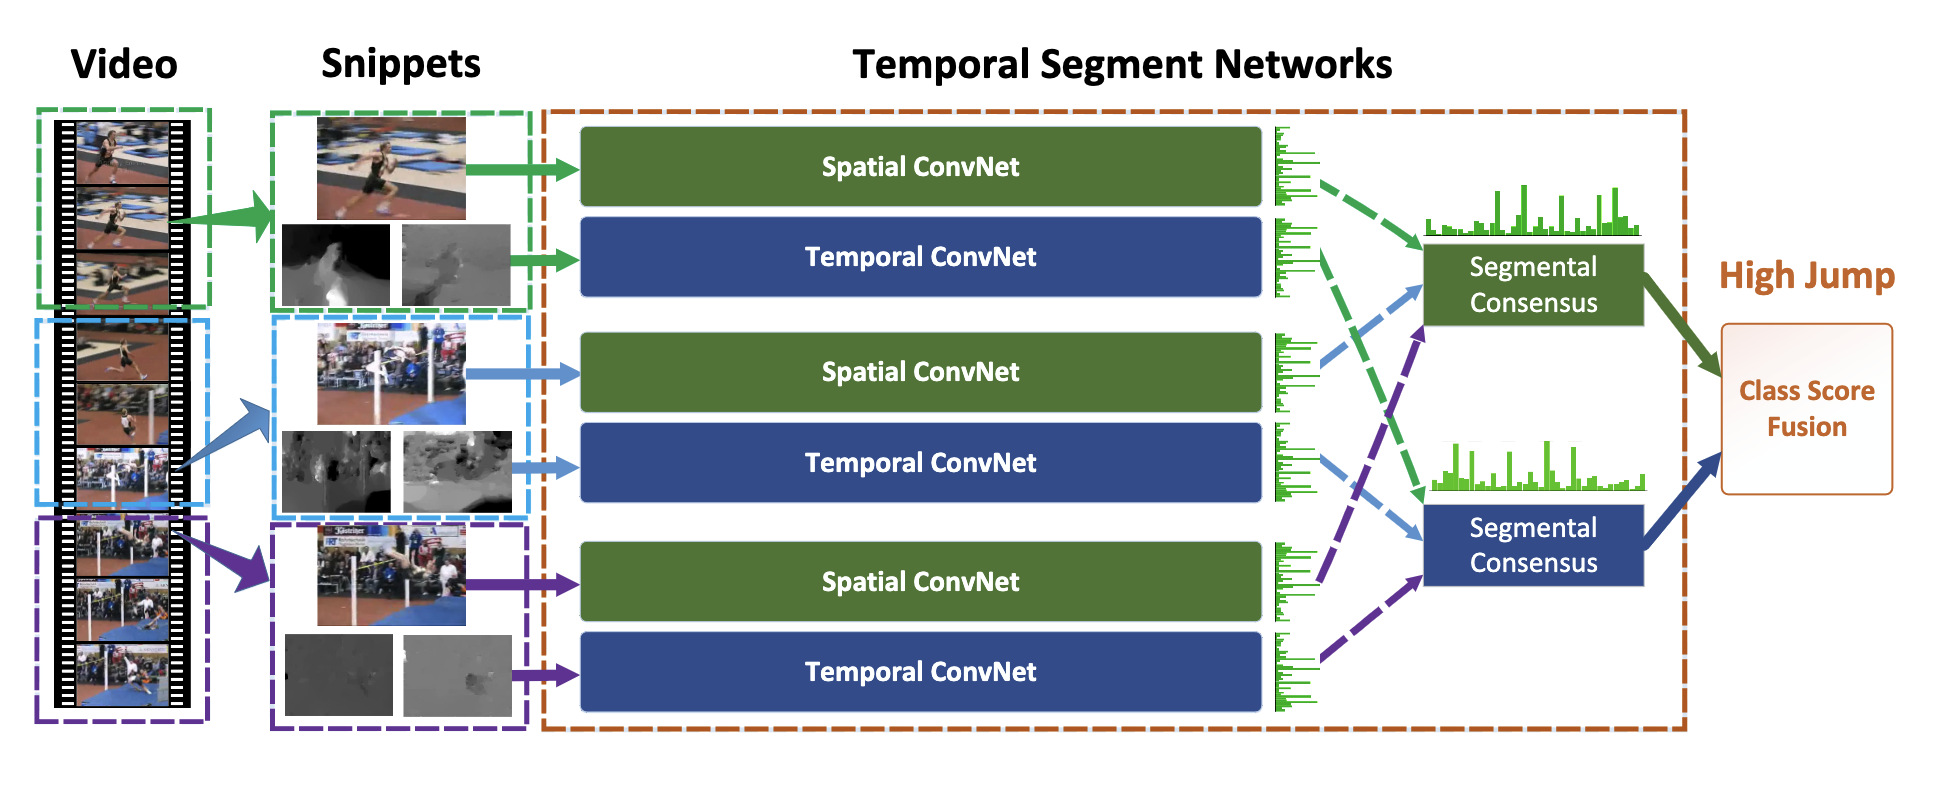 Video
Snippets
Temporal Segment Networks
Spatial ConvNet
Temporal ConvNet
Spatial ConvNet
Temporal ConvNet
Spatial ConvNet
Temporal ConvNet
Segmental
Consensus
Segmental
Consensus
High Jump
Class Score
Fusion